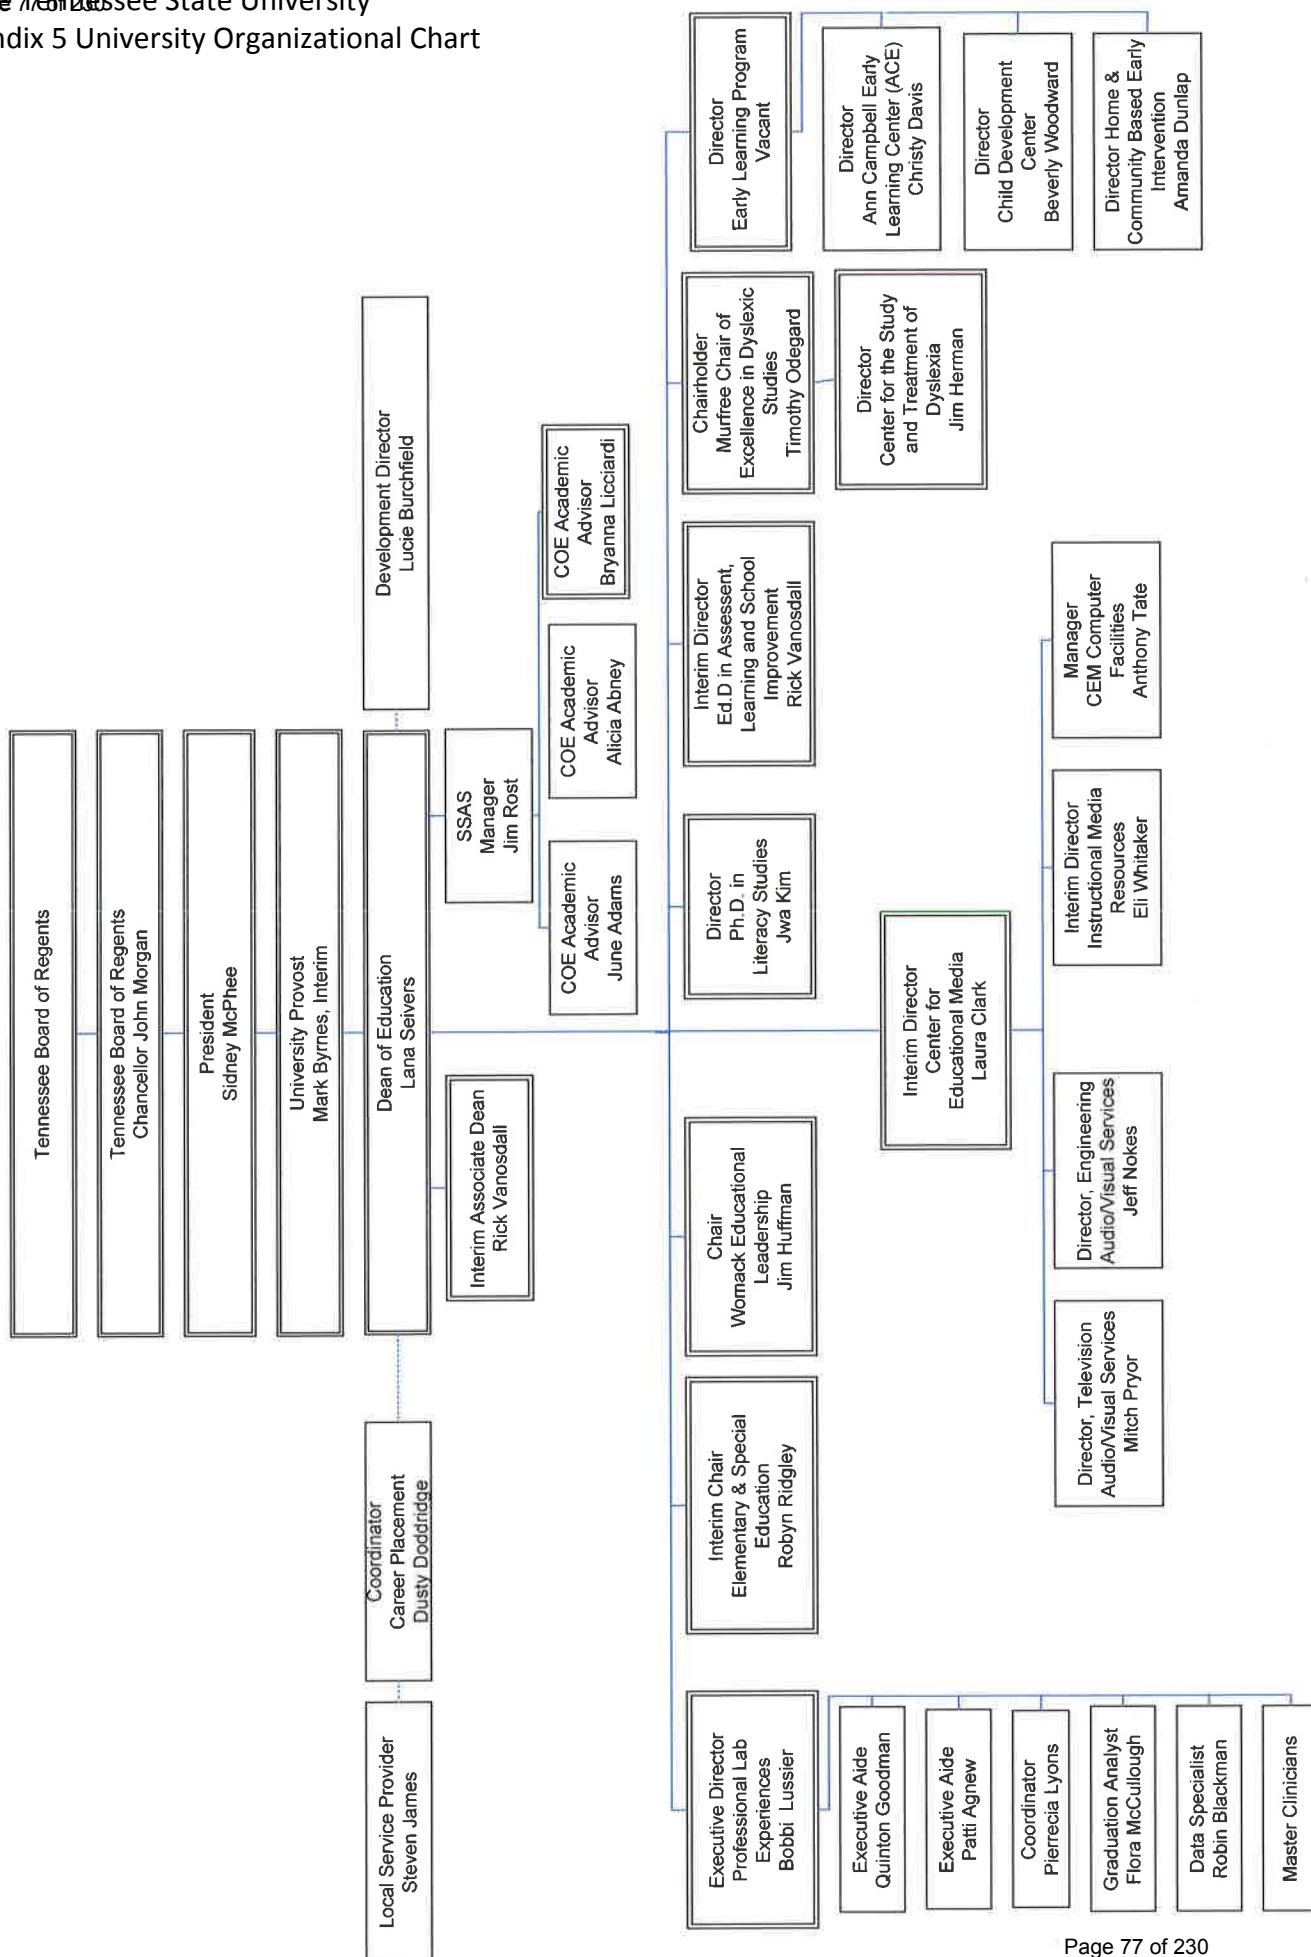 Tennessee State University
ndix 5 University Organizational Chart
Tennessee Board of Regents
Tennessee Board of Regents
Chancellor John Morgan
President
Sidney McPhee
University Provost
Mark Byrnes, Interim
Local Service Provider
Steven James
Coordinator
Career Placement
Dusty Doddridge
Dean of Education
Lana Seivers
Development Director
Lucie Burchfield
Interim Associate Dean
Rick Vanosdall
SSAS
Manager
Jim Rost
COE Academic
Advisor
June Adams
COE Academic
Advisor
Alicia Abney
COE Academic
Advisor
Bryanna Licciardi
Executive Director
Professional Lab
Experiences
Bobbi Lussier
Interim Chair
Elementary & Special
Education
Robyn Ridgley
Chair
Womack Educational
Leadership
Jim Huffman
Director
Ph.D. in
Literacy Studies
Jwa Kim
Interim Director
Ed.D in Assessent,
Learning and School
Improvement
Rick Vanosdall
Chairholder
Murfree Chair of
Excellence in Dyslexic
Studies
Timothy Odegard
Director
Early Learning Program
Vacant
Executive Aide
Quinton Goodman
Executive Aide
Patti Agnew
Coordinator
Pierrecia Lyons
Graduation Analyst
Flora McCullough
Data Specialist
Robin Blackman
Master Clinicians
Interim Director
Center for
Educational Media
Laura Clark
Director, Television
Audio/Visual Services
Mitch Pryor
Director, Engineering
Audio/Visual Services
Jeff Nokes
Interim Director
Instructional Media
Resources
Eli Whitaker
Manager
CEM Computer
Facilities
Anthony Tate
Director
Center for the Study
and Treatment of
Dyslexia
Jim Herman
Director
Ann Campbell Early
Learning Center (ACE)
Christy Davis
Director
Child Development
Center
Beverly Woodward
Director Home &
Community Based Early
Intervention
Amanda Dunlap
Page 77 of 230